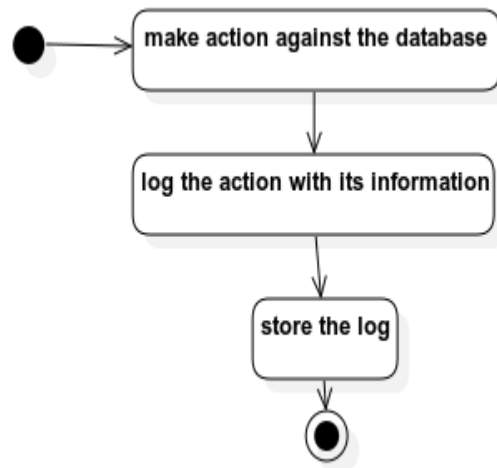 make action against the database
log the action with its information
store the log